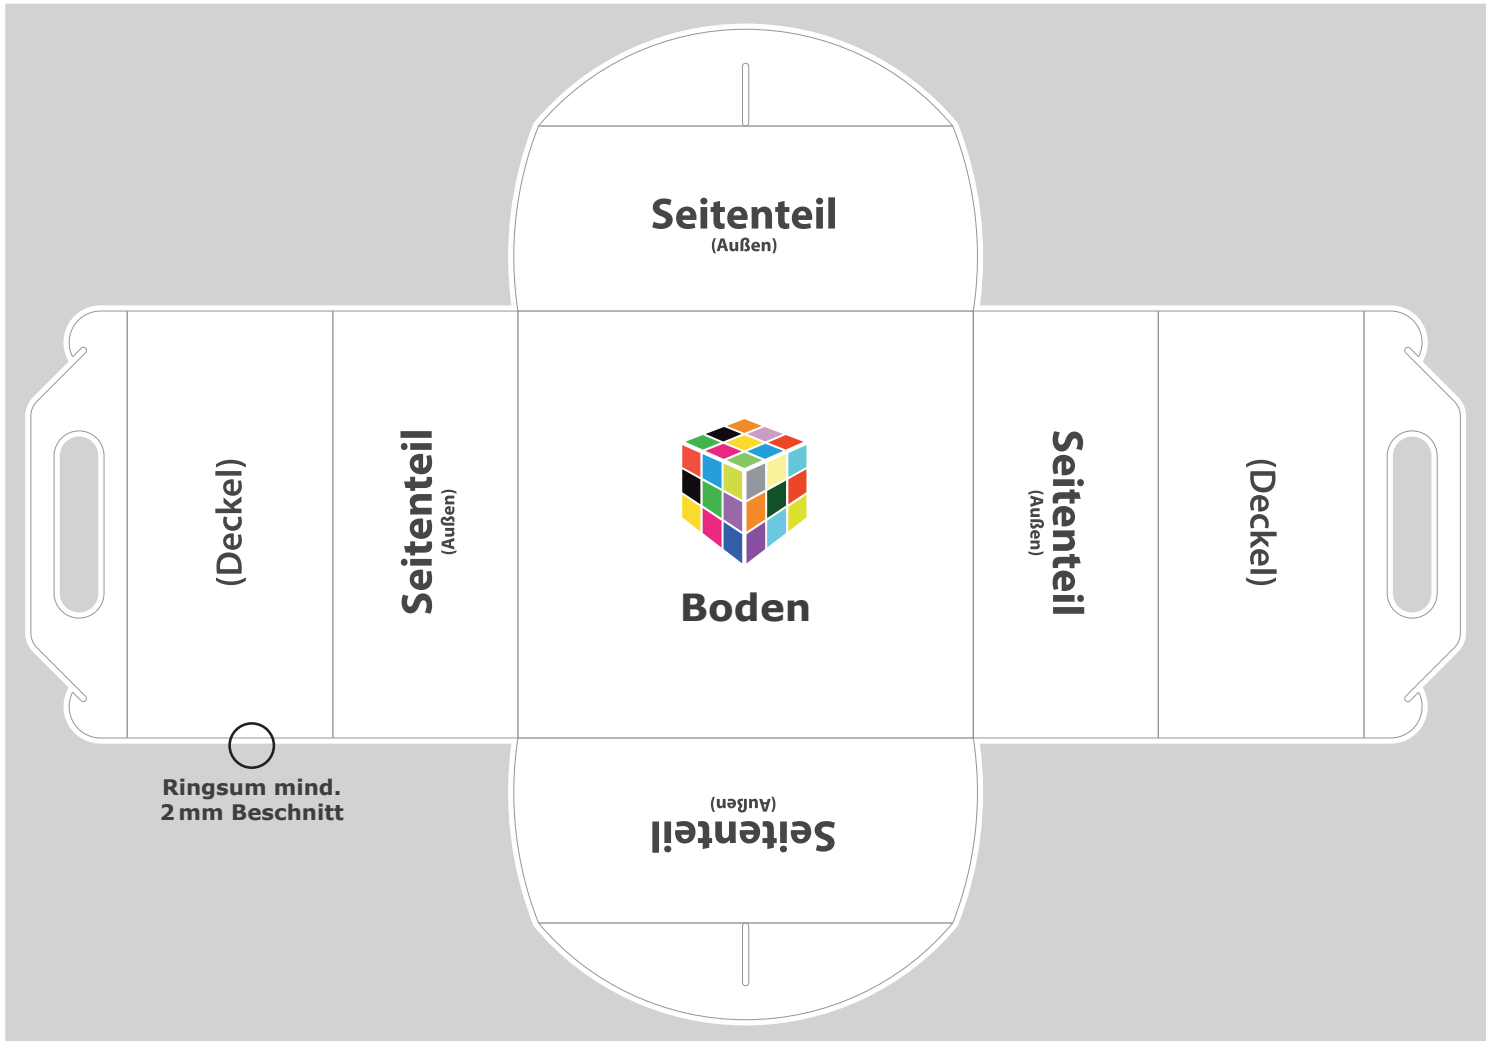 Seitenteil
(Außen)
(Deckel)
Seitenteil
(Außen)
Boden
Seitenteil
(Außen)
(Deckel)
Ringsum mind.
2 mm Beschnitt
Seitenteil
(Außen)